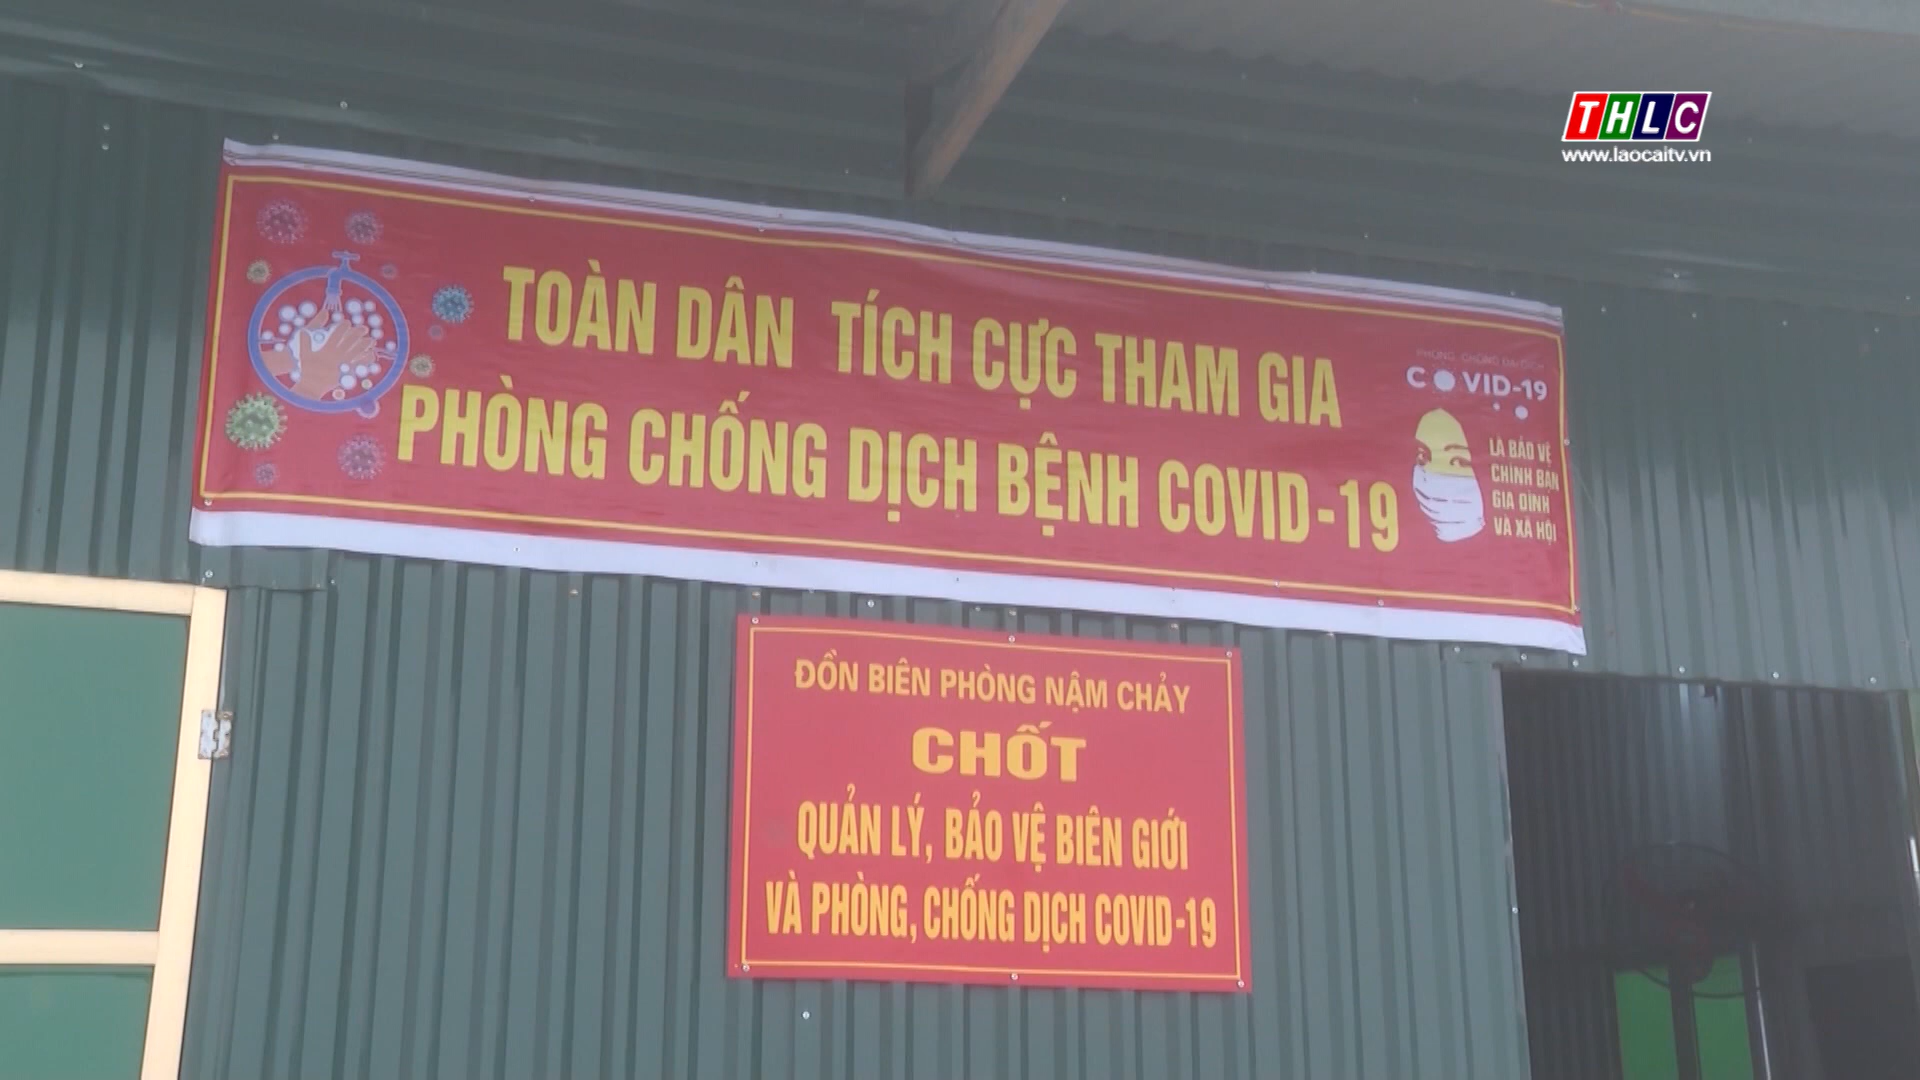 THLC
www.laocaitv.vn
TOÀN DÂN TÍCH CỰC THAM GIA
PHÒNG CHỐNG DỊCH BỆNH COVID-19
PHÒNG CHỐNG ĐẠI DỊCH
COVID-19
LÀ BẢO VỆ
CHÍNH BẠN
GIA ĐÌNH
VÀ XÃ HỘI
ĐỒN BIÊN PHÒNG NẬM CHẢY
CHỐT
QUẢN LÝ, BẢO VỆ BIÊN GIỚI
VÀ PHÒNG, CHỐNG DỊCH COVID-19